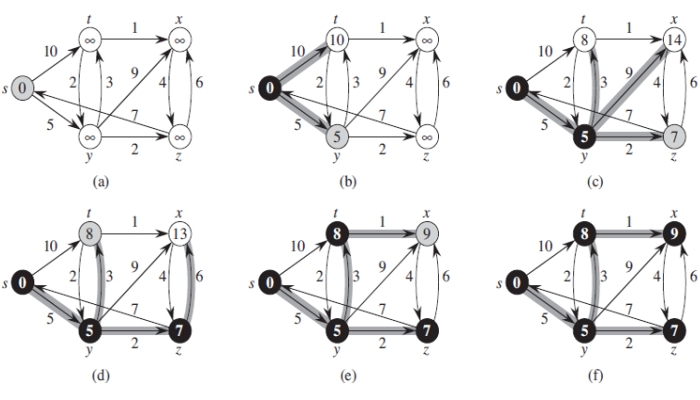 t x t x t x
1 1 1
∞ ∞ 10 ∞ 8 14
10 10 10
9 9 9
s 0 2 3 4 6 s 0 2 3 4 6 s 0 2 3 4 6
7 7 7
5 5 5
∞ ∞ 5 ∞ 5 7
2 2 2
y z y z y z
(a) (b) (c)
t x t x t x
1 1 1
8 13 8 9 8 9
10 10 10
9 9 9
s 0 2 3 4 6 s 0 2 3 4 6 s 0 2 3 4 6
7 7 7
5 5 5
5 7 5 7 5 7
2 2 2
y z y z y z
(d) (e) (f)